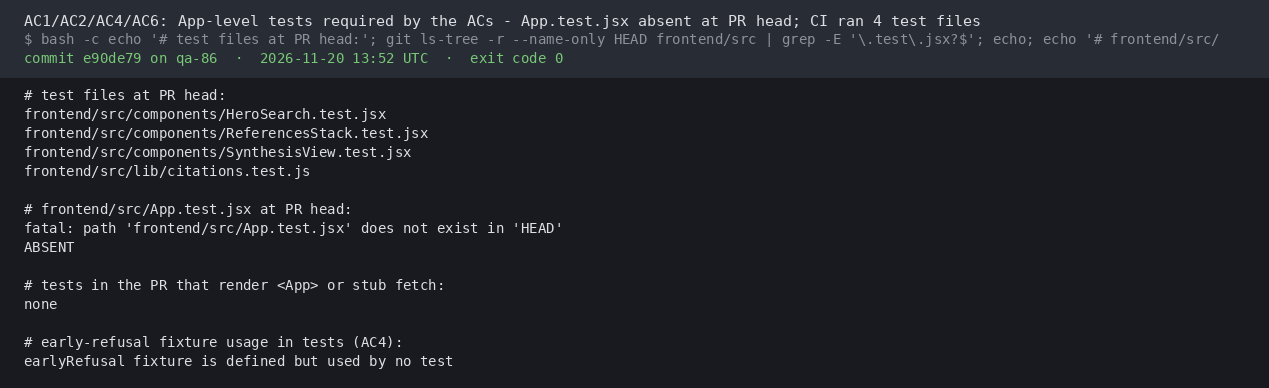 AC1/AC2/AC4/AC6: App-level tests required by the ACs - App.test.jsx absent at PR head; CI ran 4 test files
$ bash -c echo '# test files at PR head:'; git ls-tree -r --name-only HEAD frontend/src | grep -E '\.test\.jsx?$'; echo; echo '# frontend/src/
commit e90de79 on qa-86 · 2026-11-20 13:52 UTC · exit code 0
# test files at PR head:
frontend/src/components/HeroSearch.test.jsx
frontend/src/components/ReferencesStack.test.jsx
frontend/src/components/SynthesisView.test.jsx
frontend/src/lib/citations.test.js
# frontend/src/App.test.jsx at PR head:
fatal: path 'frontend/src/App.test.jsx' does not exist in 'HEAD'
ABSENT
# tests in the PR that render <App> or stub fetch:
none
# early-refusal fixture usage in tests (AC4):
earlyRefusal fixture is defined but used by no test